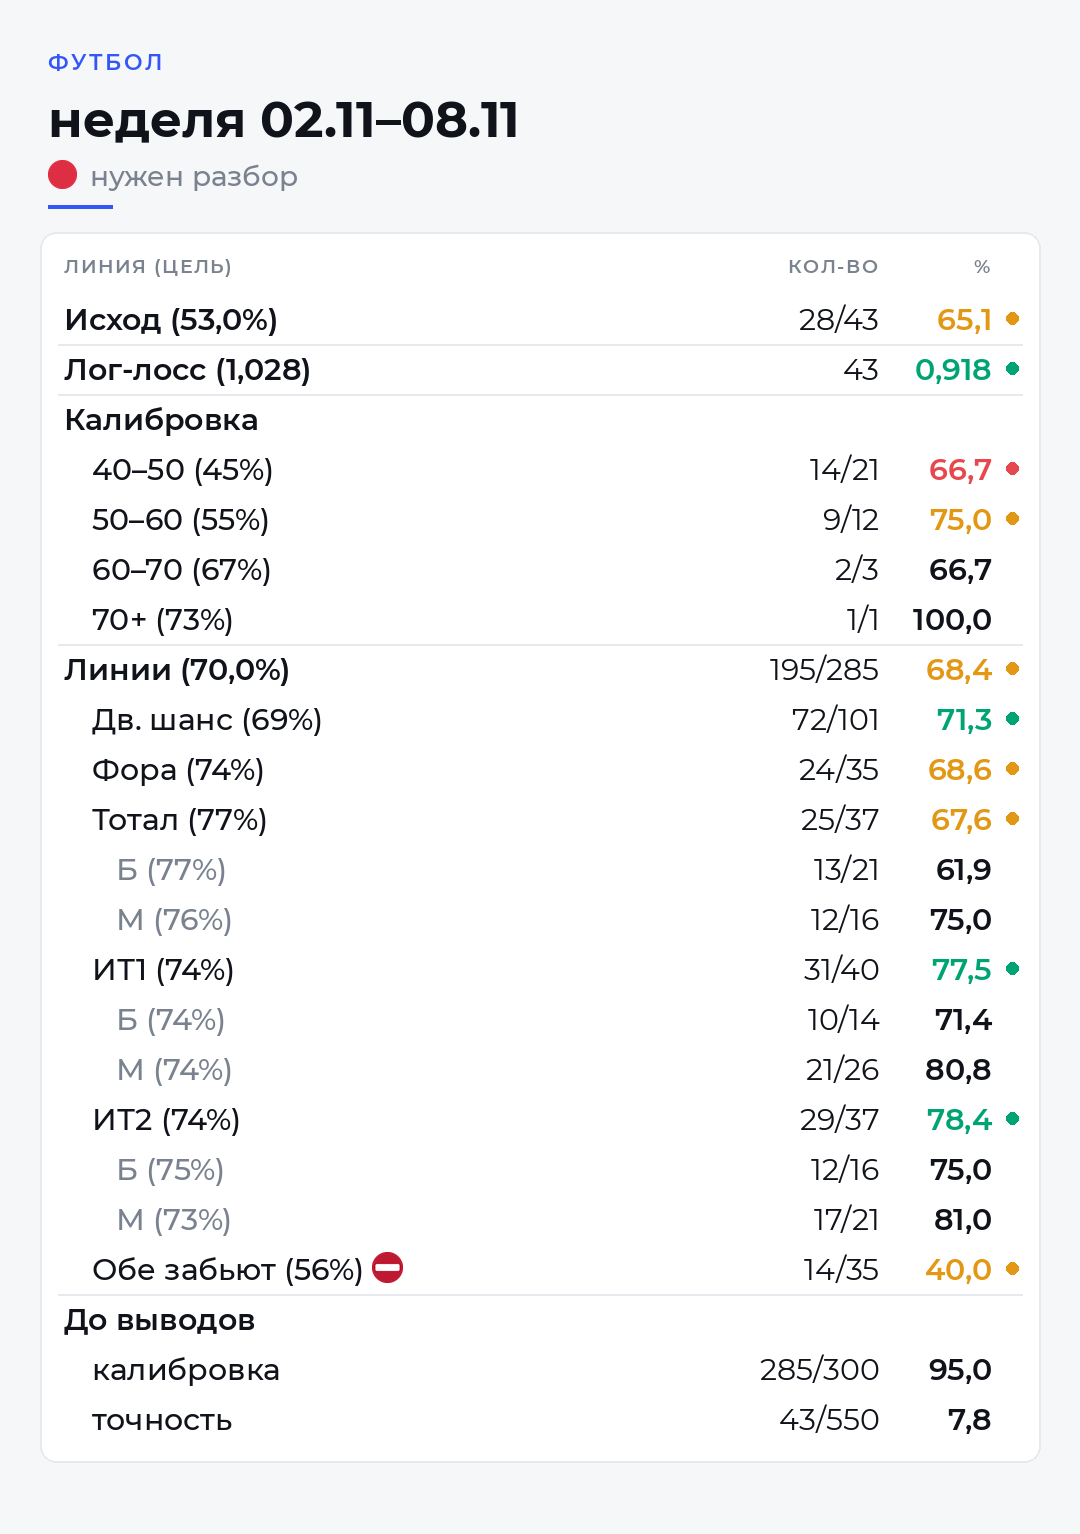 ФУТБОЛ
неделя 02.11–08.11
нужен разбор
ЛИНИЯ (ЦЕЛЬ) КОЛ-ВО %
Исход (53,0%) 28/43 65,1
Лог-лосс (1,028) 43 0,918
Калибровка
40–50 (45%) 14/21 66,7
50–60 (55%) 9/12 75,0
60–70 (67%) 2/3 66,7
70+ (73%) 1/1 100,0
Линии (70,0%) 195/285 68,4
Дв. шанс (69%) 72/101 71,3
Фора (74%) 24/35 68,6
Тотал (77%) 25/37 67,6
Б (77%) 13/21 61,9
М (76%) 12/16 75,0
ИТ1 (74%) 31/40 77,5
Б (74%) 10/14 71,4
М (74%) 21/26 80,8
ИТ2 (74%) 29/37 78,4
Б (75%) 12/16 75,0
М (73%) 17/21 81,0
Обе забьют (56%) 14/35 40,0
До выводов
калибровка 285/300 95,0
точность 43/550 7,8